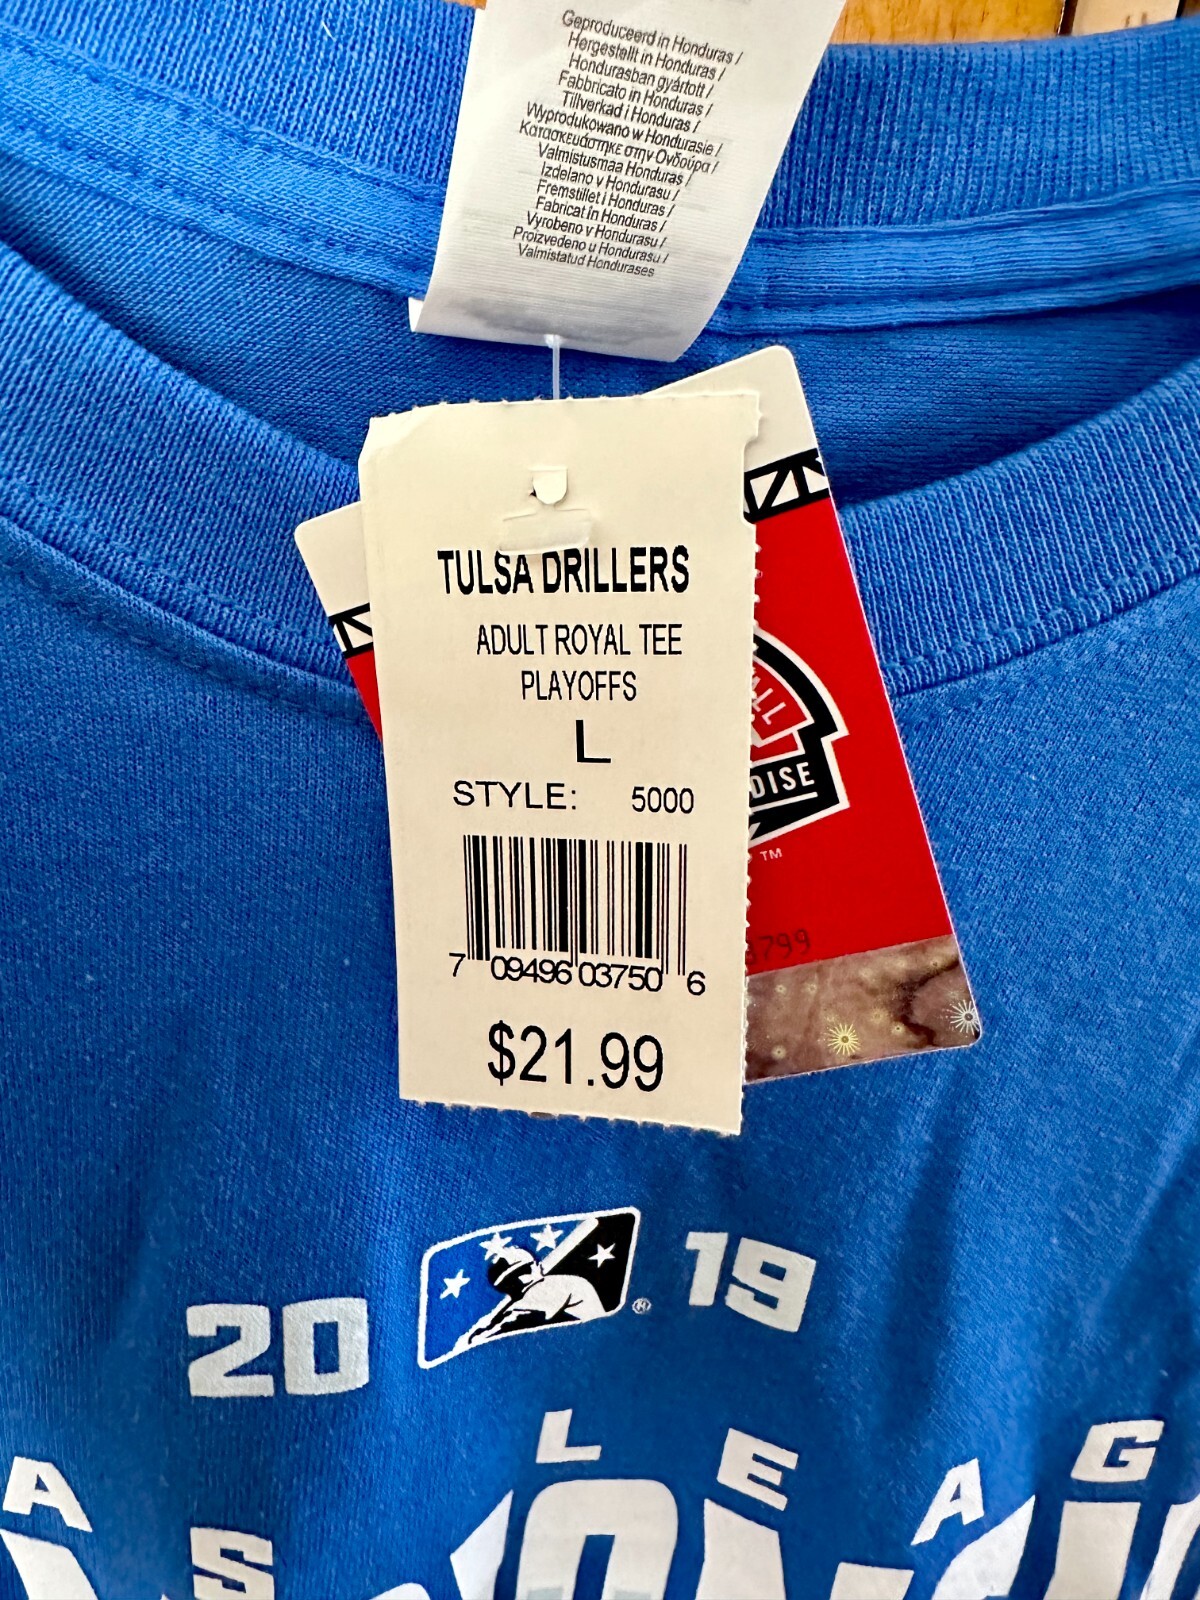 Geproduceerd in Honduras /
Hergestellt in Honduras /
Hondurasban gyártott /
Fabbricato in Honduras /
Tillverkad i Honduras /
Wyprodukowano w Hondurasie /
Κατασκευάστηκε στην Ονδούρα /
Valmistusmaa Honduras /
Izdelano v Hondurasu /
Fremstillet i Honduras /
Fabricat în Honduras /
Vyrobeno v Hondurasu /
Proizvedeno u Hondurasu /
Valmistatud Hondurases
TULSA DRILLERS
ADULT ROYAL TEE
PLAYOFFS
L
STYLE: 5000
7 09496 03750 6
$21.99
TM
799
20 19
A S L E A G